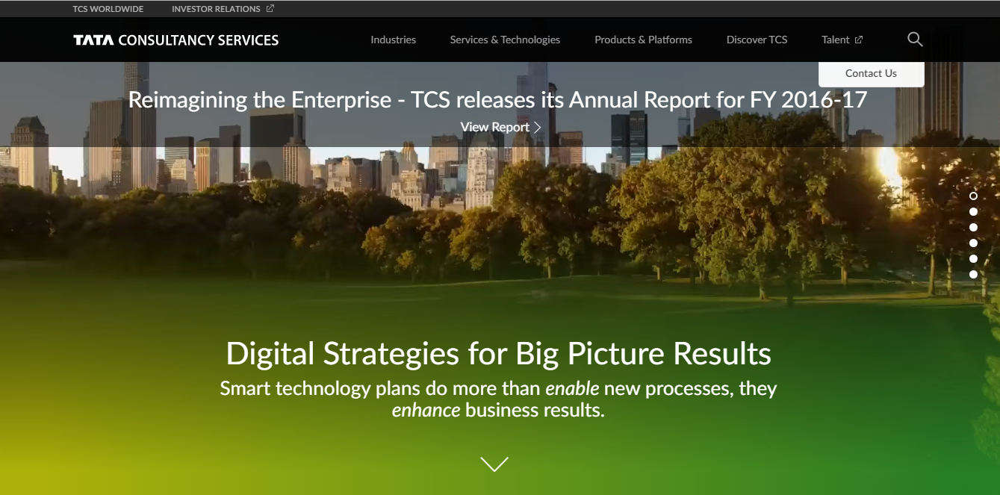 TCS WORLDWIDE INVESTOR RELATIONS
TATA CONSULTANCY SERVICES Industries Services & Technologies Products & Platforms Discover TCS Talent
Contact Us
Reimagining the Enterprise - TCS releases its Annual Report for FY 2016-17
View Report
Digital Strategies for Big Picture Results
Smart technology plans do more than enable new processes, they
enhance business results.